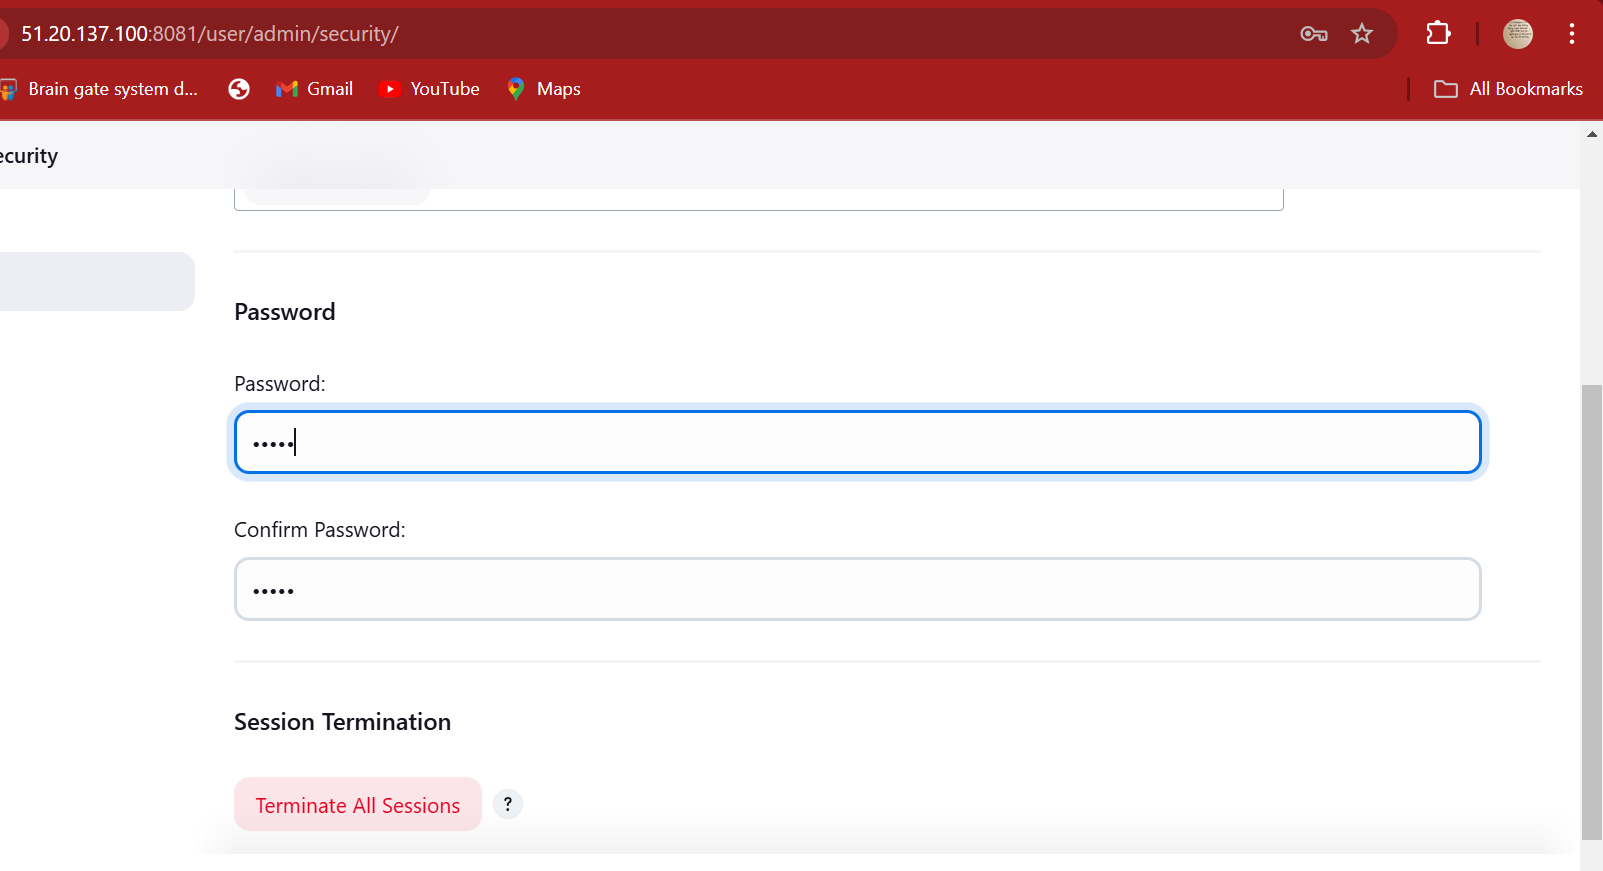 51.20.137.100:8081/user/admin/security/
Brain gate system d...
Gmail
YouTube
Maps
All Bookmarks
ecurity
Password
Password:
•••••
Confirm Password:
•••••
Session Termination
Terminate All Sessions
?